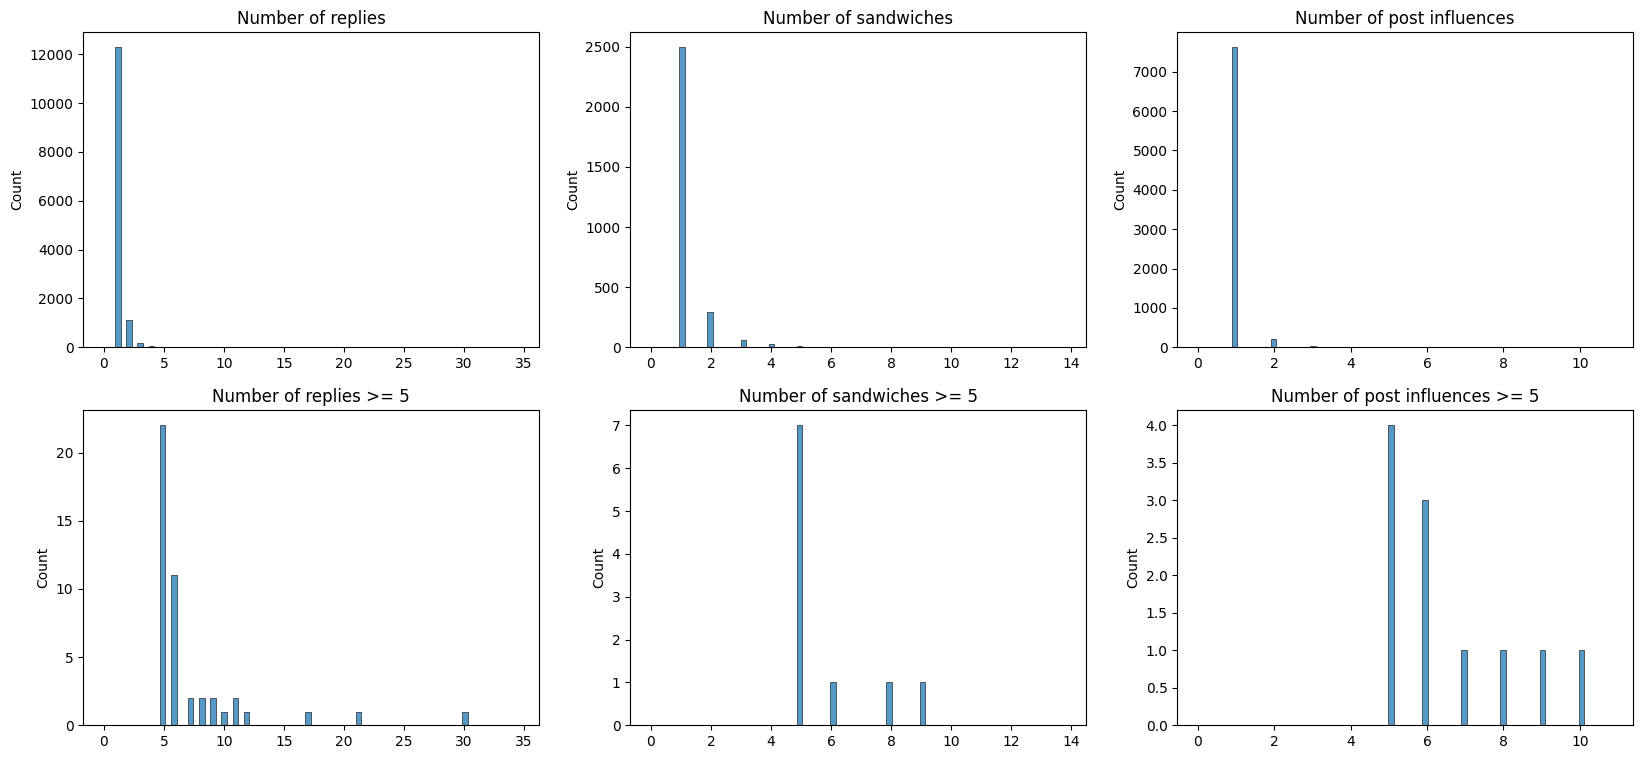 Number of replies
Count
12000
10000
8000
6000
4000
2000
0
0 5 10 15 20 25 30 35
Number of sandwiches
Count
2500
2000
1500
1000
500
0
0 2 4 6 8 10 12 14
Number of post influences
Count
7000
6000
5000
4000
3000
2000
1000
0
0 2 4 6 8 10
Number of replies >= 5
Count
20
15
10
5
0
0 5 10 15 20 25 30 35
Number of sandwiches >= 5
Count
7
6
5
4
3
2
1
0
0 2 4 6 8 10 12 14
Number of post influences >= 5
Count
4.0
3.5
3.0
2.5
2.0
1.5
1.0
0.5
0.0
0 2 4 6 8 10